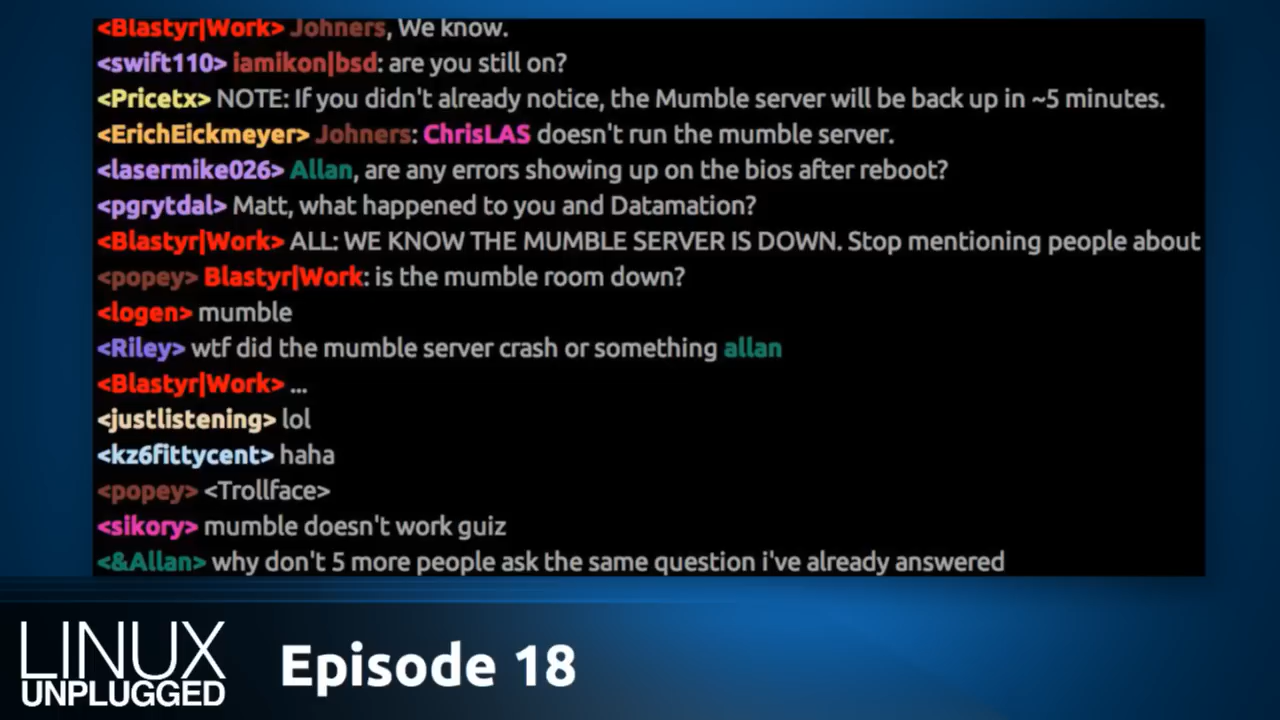 <Blastyr|Work> Johners, We know.
<swift110> iamikon|bsd: are you still on?
<Pricetx> NOTE: If you didn't already notice, the Mumble server will be back up in ~5 minutes.
<ErichEickmeyer> Johners: ChrisLAS doesn't run the mumble server.
<lasermike026> Allan, are any errors showing up on the bios after reboot?
<pgrytdal> Matt, what happened to you and Datamation?
<Blastyr|Work> ALL: WE KNOW THE MUMBLE SERVER IS DOWN. Stop mentioning people about
<popey> Blastyr|Work: is the mumble room down?
<logen> mumble
<Riley> wtf did the mumble server crash or something allan
<Blastyr|Work> ...
<justlistening> lol
<kz6fittycent> haha
<popey> <Trollface>
<sikory> mumble doesn't work guiz
<&Allan> why don't 5 more people ask the same question i've already answered
LINUX
UNPLUGGED
Episode 18